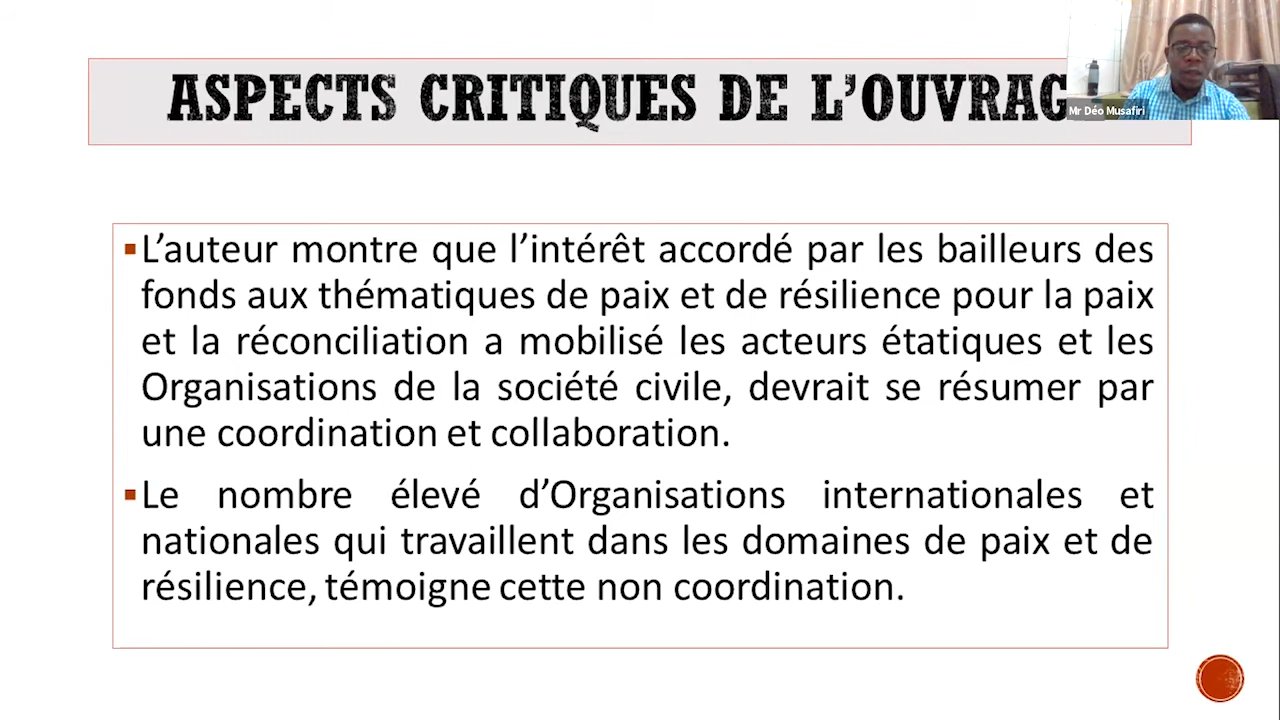 ASPECTS CRITIQUES DE L'OUVRAG
Mr Déo Musafiri
▪L'auteur montre que l'intérêt accordé par les bailleurs des
fonds aux thématiques de paix et de résilience pour la paix
et la réconciliation a mobilisé les acteurs étatiques et les
Organisations de la société civile, devrait se résumer par
une coordination et collaboration.
▪Le nombre élevé d'Organisations internationales et
nationales qui travaillent dans les domaines de paix et de
résilience, témoigne cette non coordination.